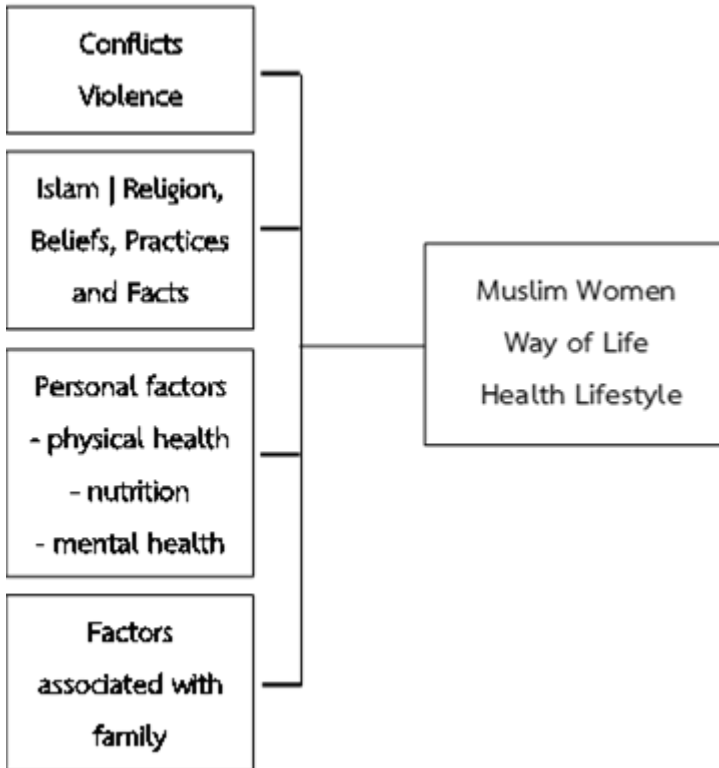 Conflicts
Violence
Islam | Religion,
Beliefs, Practices
and Facts
Personal factors
- physical health
- nutrition
- mental health
Factors
associated with
family
Muslim Women
Way of Life
Health Lifestyle